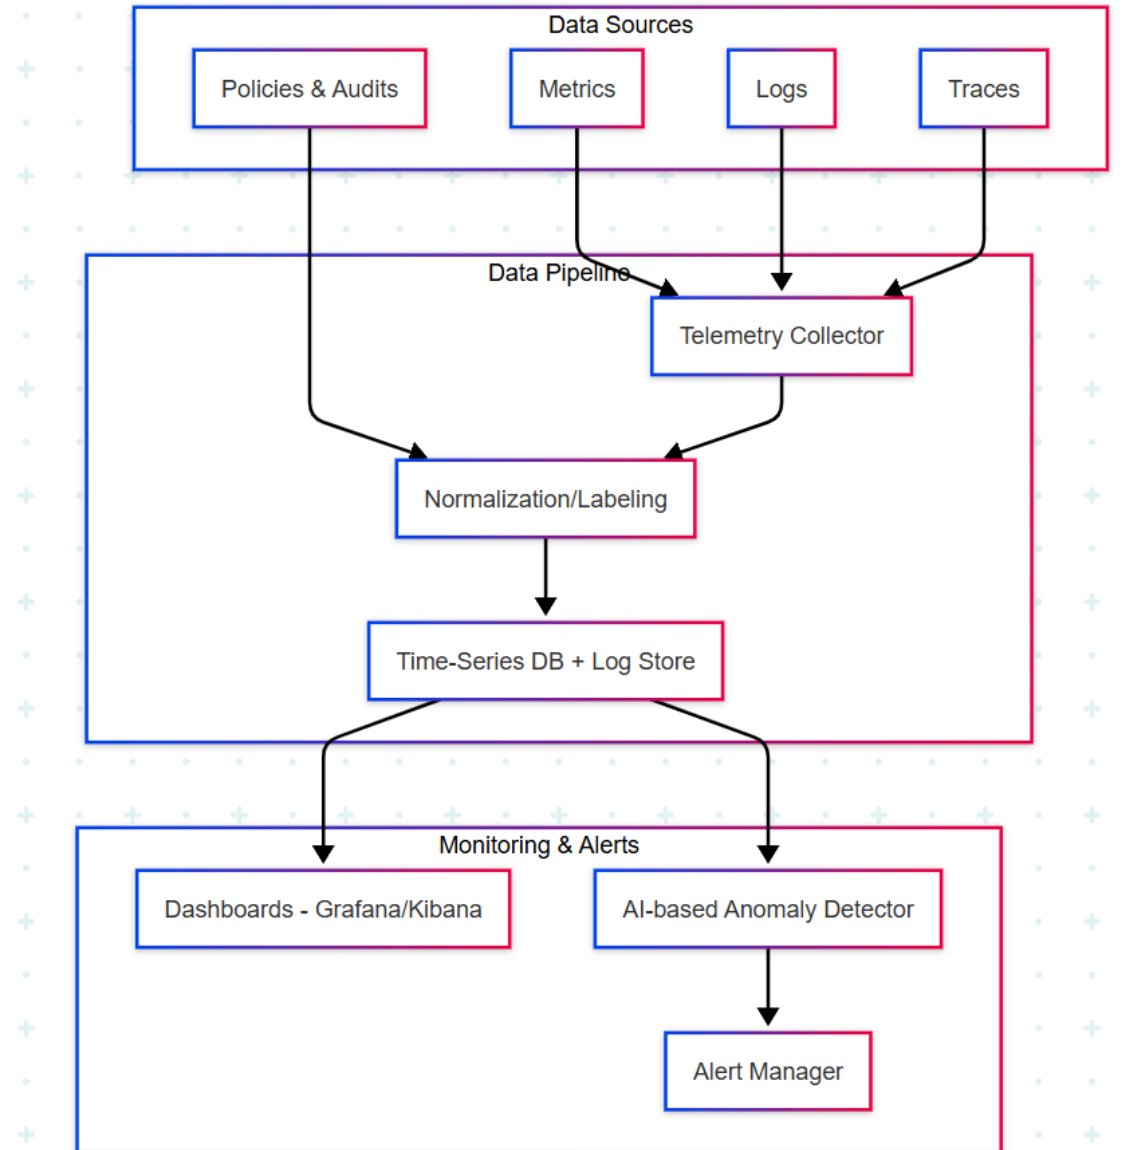 Data Sources
Policies & Audits
Metrics
Logs
Traces
Data Pipeline
Telemetry Collector
Normalization/Labeling
Time-Series DB + Log Store
Monitoring & Alerts
Dashboards - Grafana/Kibana
AI-based Anomaly Detector
Alert Manager